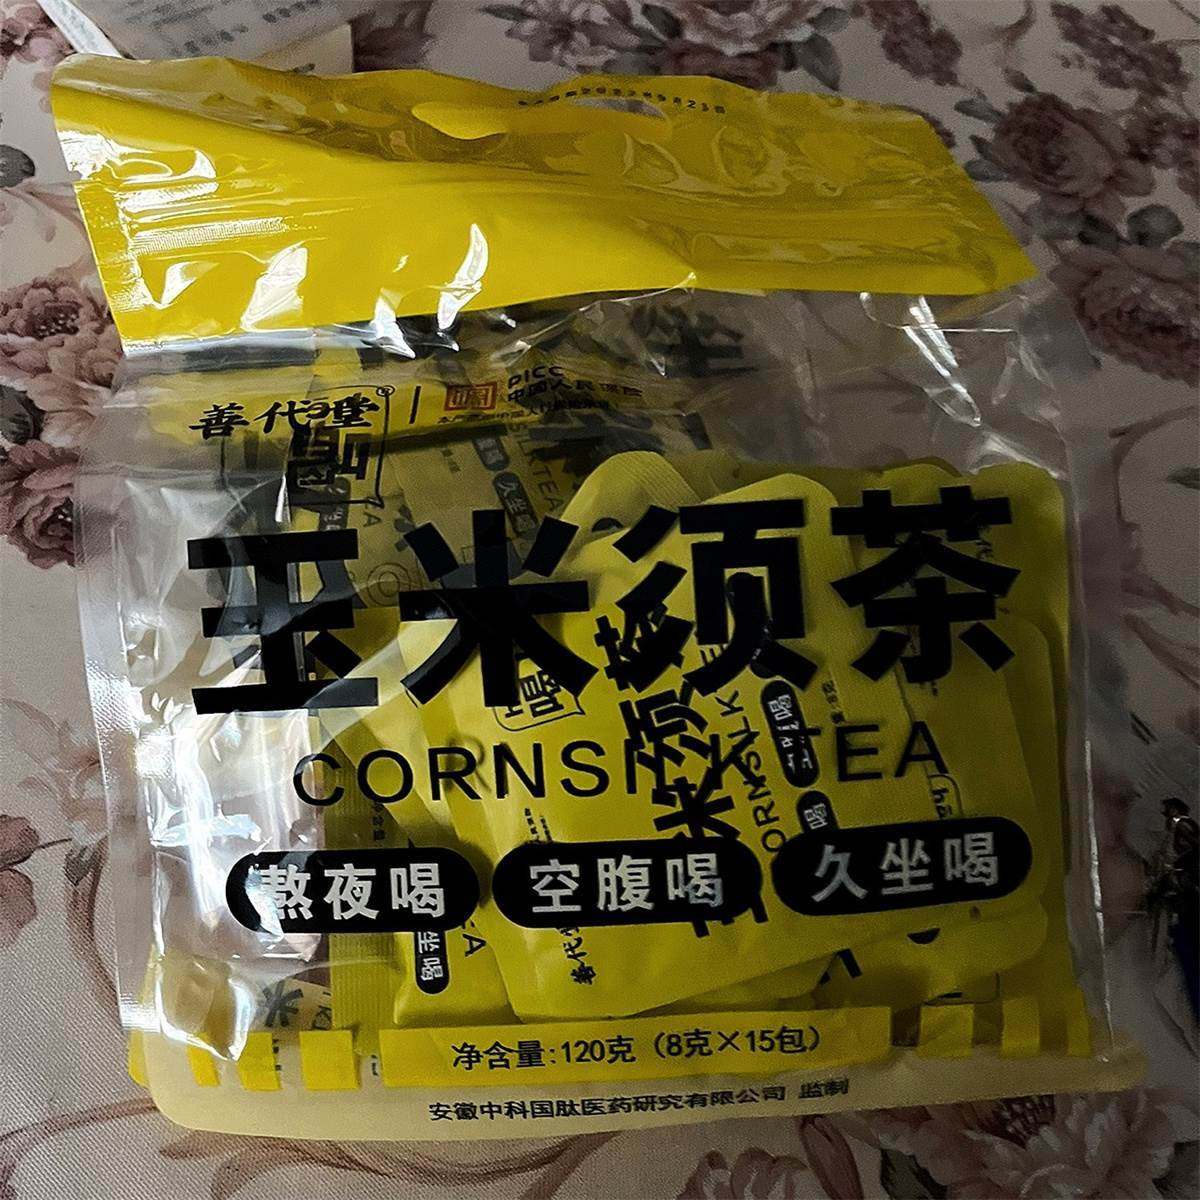 善代堂
PICC
中国人民保险
玉米须茶
CORNSILK TEA
熬夜喝 空腹喝 久坐喝
净含量:120克（8克×15包）
安徽中科国肽医药研究有限公司 监制